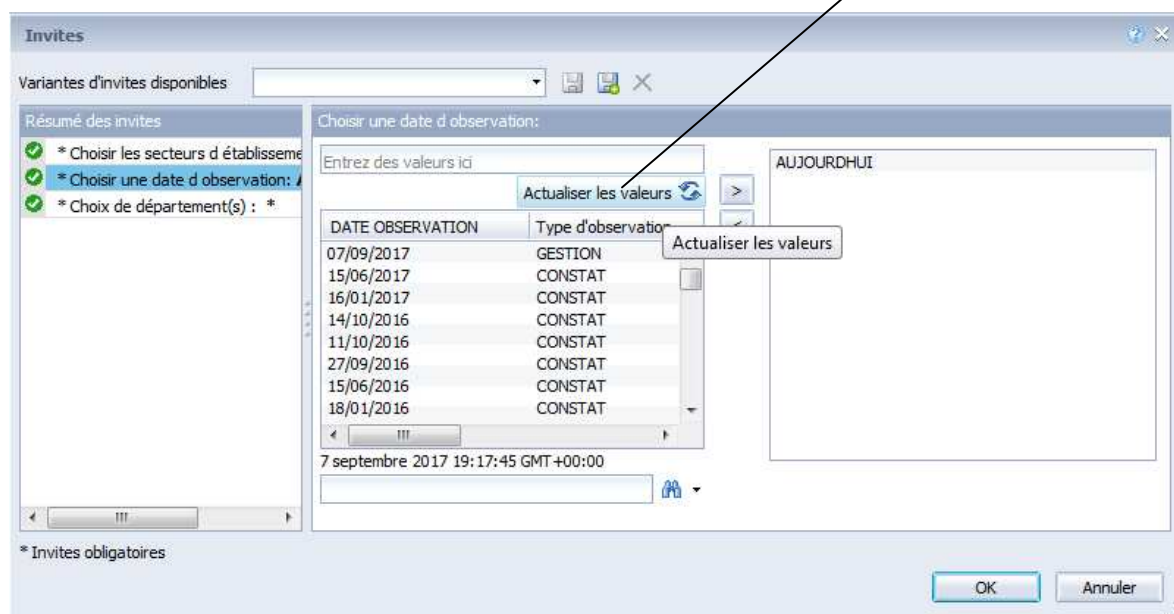 Invites
Variantes d'invites disponibles
Résumé des invites
* Choisir les secteurs d établisseme
* Choisir une date d observation:
* Choix de département(s) : *
Choisir une date d observation:
Entrez des valeurs ici
Actualiser les valeurs
DATE OBSERVATION Type d'observation
07/09/2017 GESTION
15/06/2017 CONSTAT
16/01/2017 CONSTAT
14/10/2016 CONSTAT
11/10/2016 CONSTAT
27/09/2016 CONSTAT
15/06/2016 CONSTAT
18/01/2016 CONSTAT
7 septembre 2017 19:17:45 GMT+00:00
>
<
Actualiser les valeurs
AUJOURDHUI
* Invites obligatoires
OK Annuler